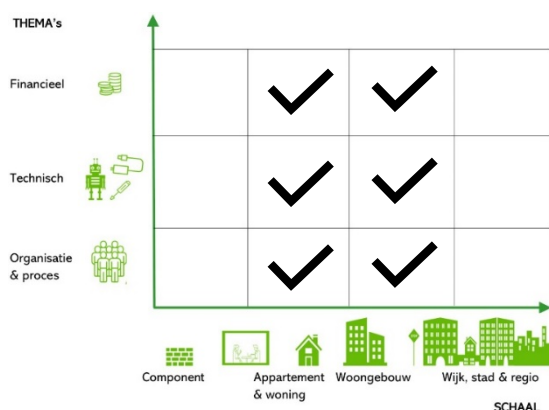 THEMA's
Financieel
Technisch
Organisatie
& proces
Component
Appartement
& woning
Woongebouw
Wijk, stad & regio
SCHAAL